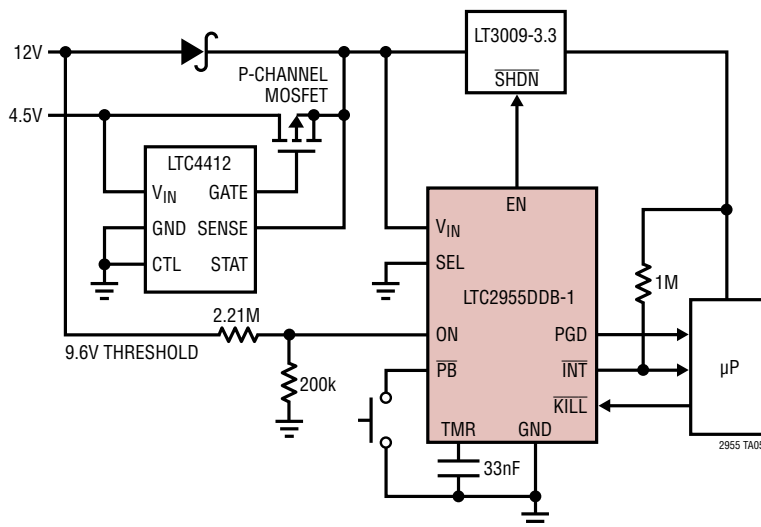 12V
LT3009-3.3
SHDN
P-CHANNEL
MOSFET
4.5V
LTC4412
VIN
GATE
GND
SENSE
CTL
STAT
EN
VIN
SEL
LTC2955DDB-1
1M
2.21M
9.6V THRESHOLD
ON
PGD
µP
200k
PB
INT
KILL
TMR
GND
33nF
2955 TA05